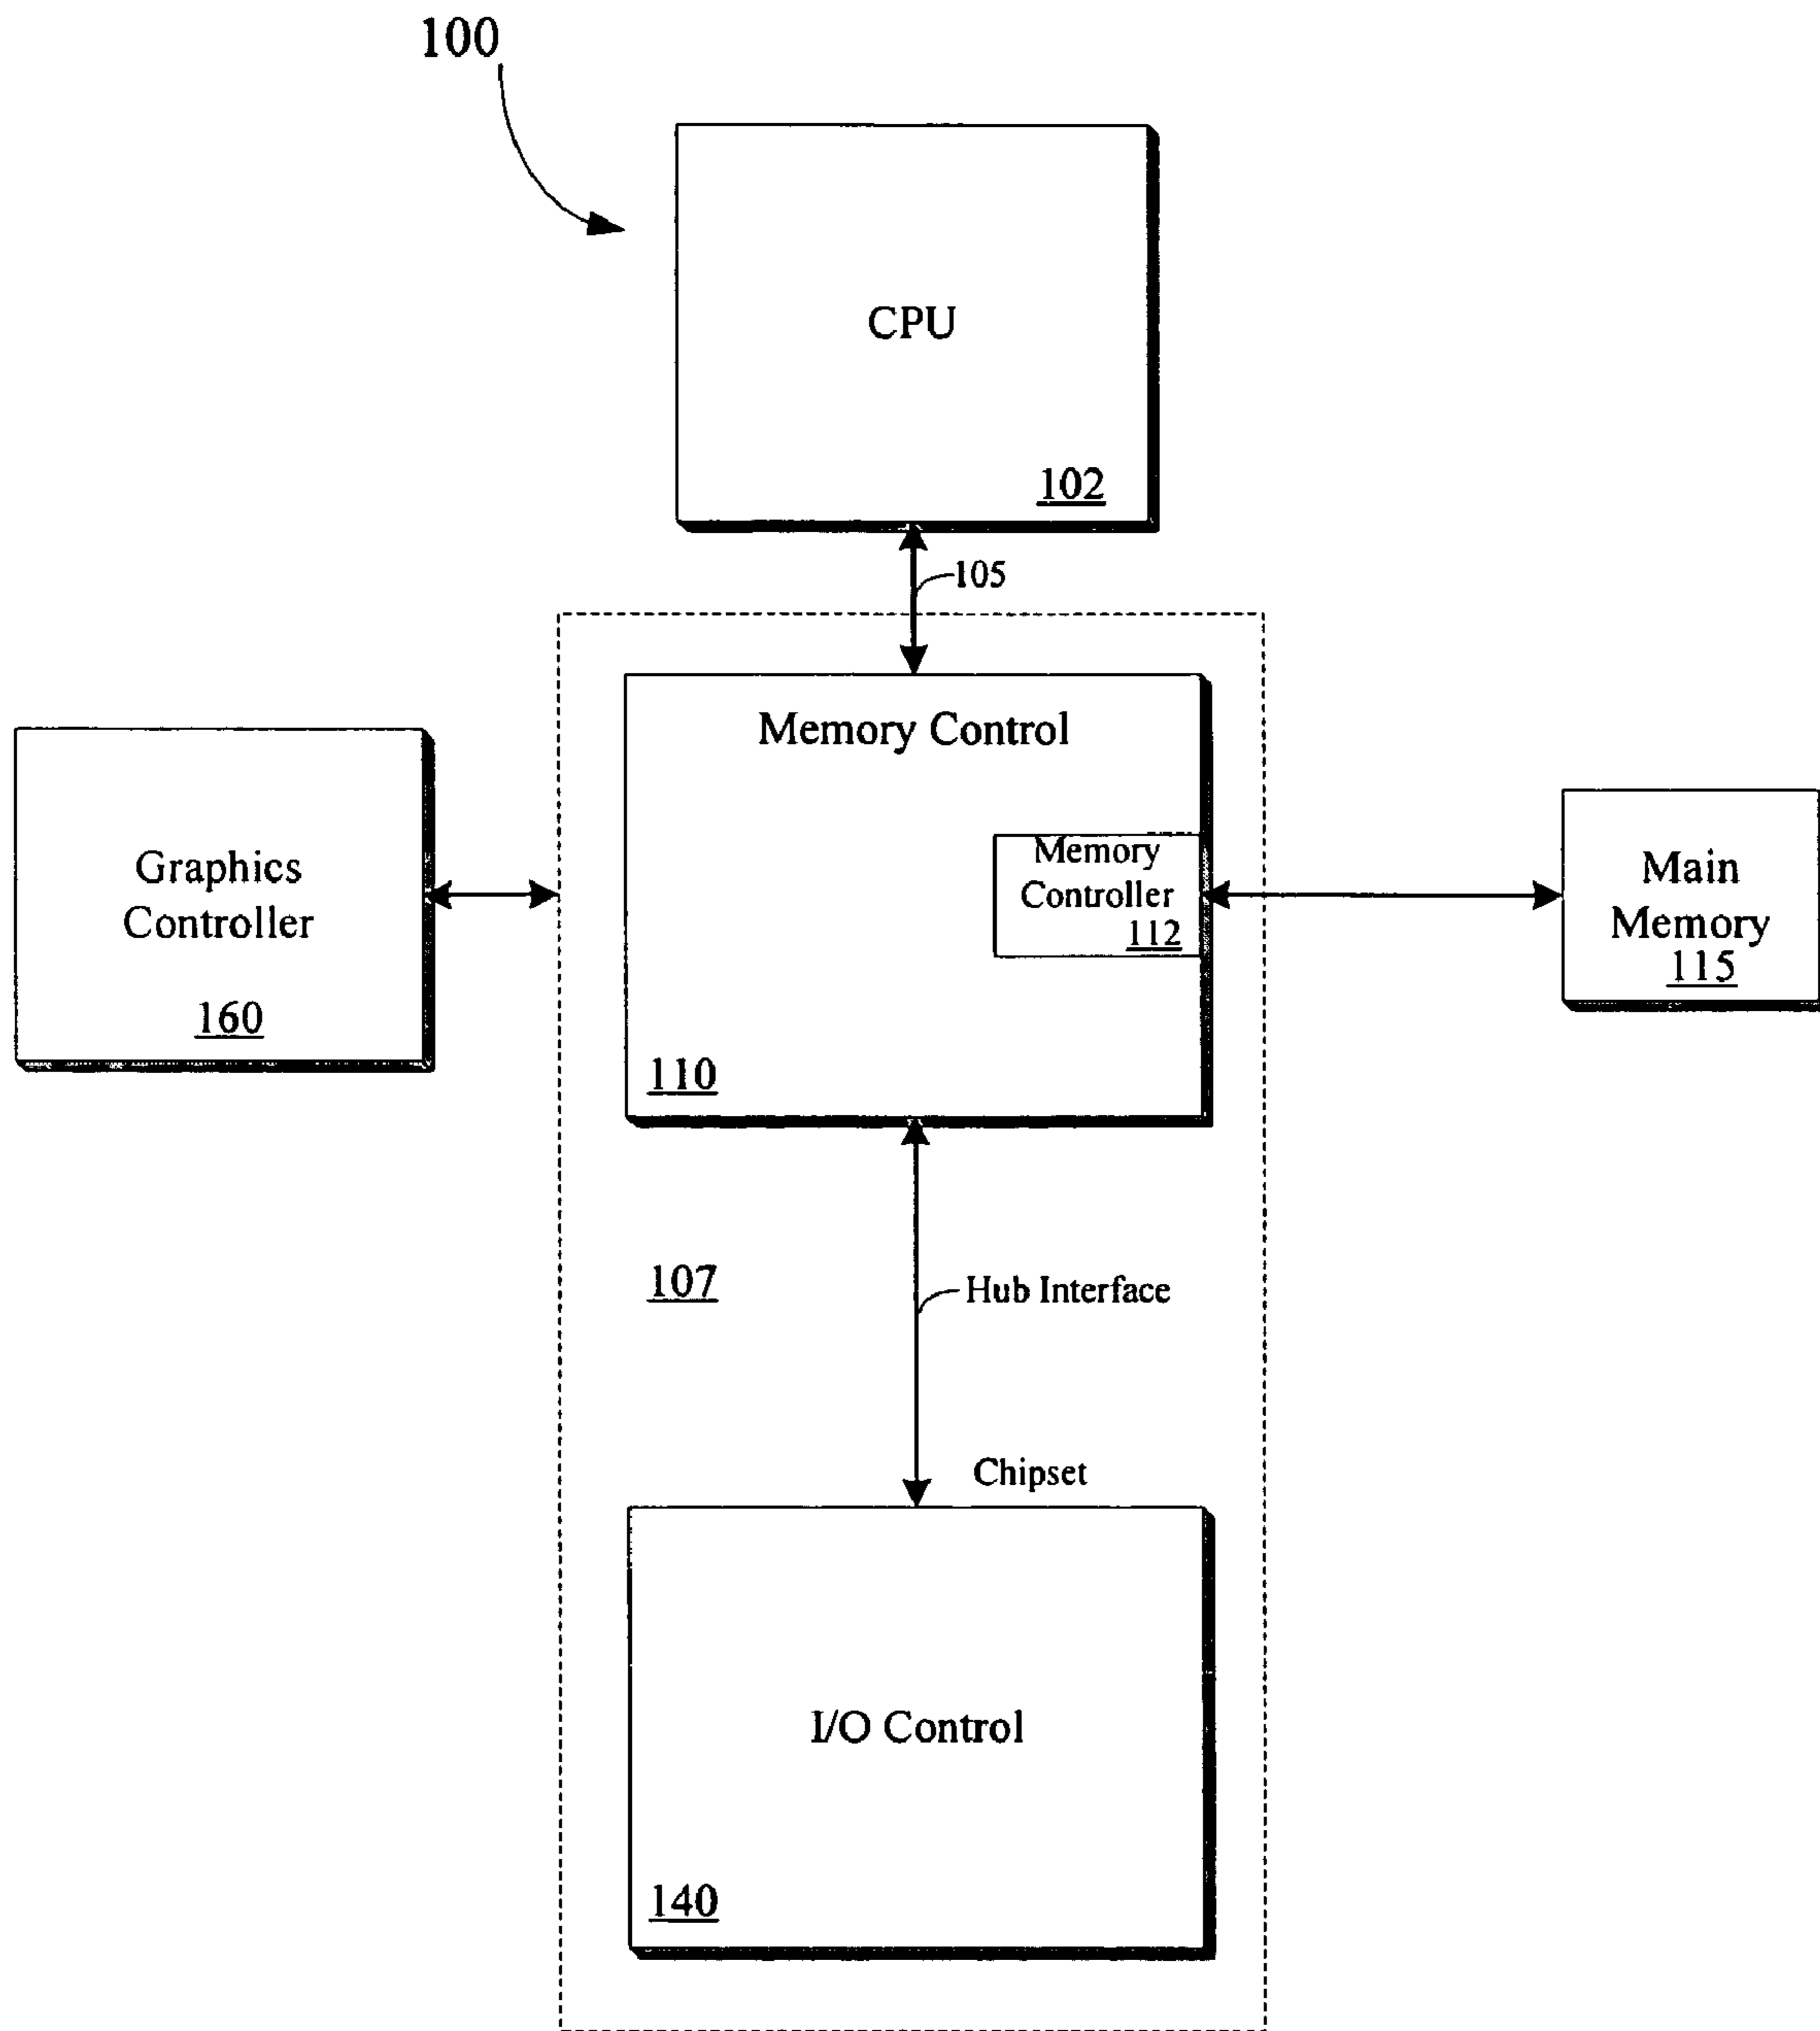 100
CPU
102
105
Memory Control
Memory
Controller
112
110
Graphics
Controller
160
Main
Memory
115
107
Hub Interface
Chipset
I/O Control
140